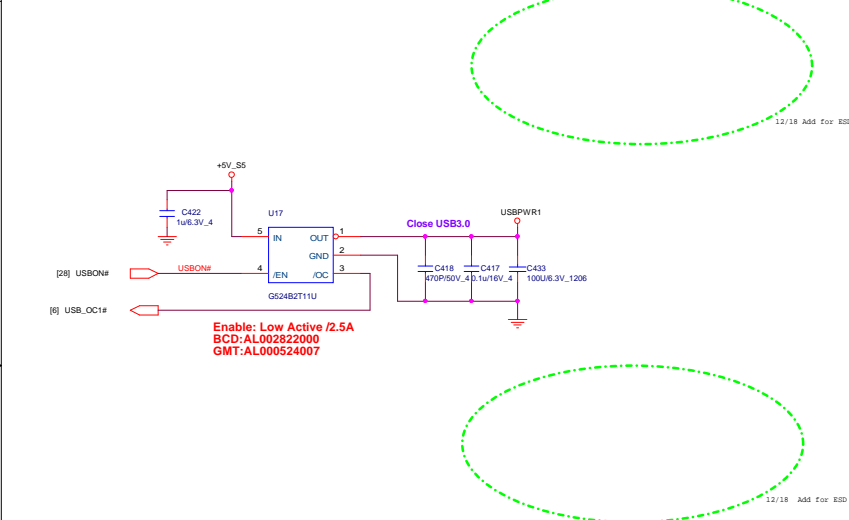 12/18 Add for ESD
+5V_S5
C422
1u/6.3V_4
U17
5 IN
OUT 1
GND 2
4 /EN
/OC 3
G524B2T11U
Close USB3.0
USBPWR1
C418
470P/50V_4
C417
0.1u/16V_4
C433
100U/6.3V_1206
[28] USBON#
USBON#
[6] USB_OC1#
Enable: Low Active /2.5A
BCD:AL002822000
GMT:AL000524007
12/18 Add for ESD